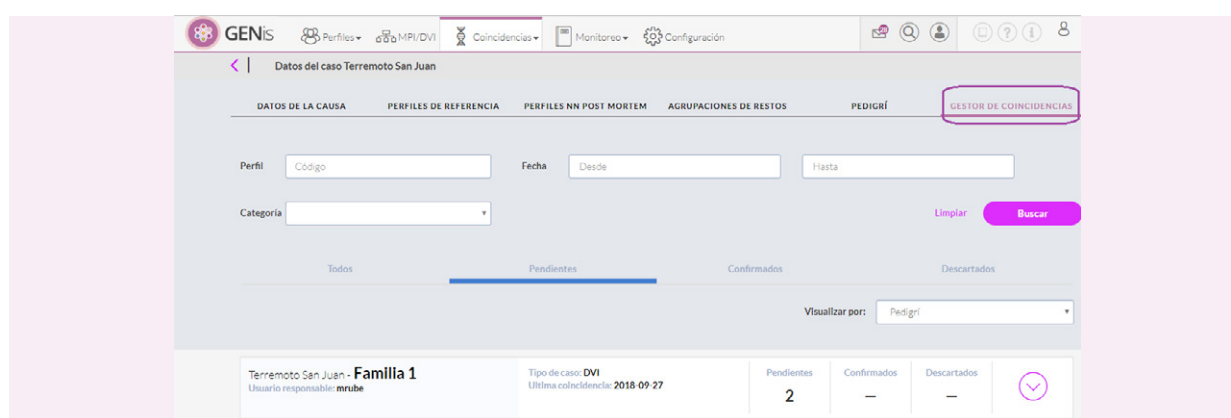 GENis Perfiles MPI/DVI Coincidencias Monitoreo Configuración
Datos del caso Terremoto San Juan
DATOS DE LA CAUSA PERFILES DE REFERENCIA PERFILES NN POST MORTEM AGRUPACIONES DE RESTOS PEDIGRÍ GESTOR DE COINCIDENCIAS
Perfil Código Fecha Desde Hasta
Categoría Limpiar Buscar
Todos Pendientes Confirmados Descartados
Visualizar por: Pedigrí
Terremoto San Juan - Familia 1 Tipo de caso: DVI Pendientes Confirmados Descartados
Usuario responsable: mrube Ultima coincidencia: 2018-09-27
2 — —